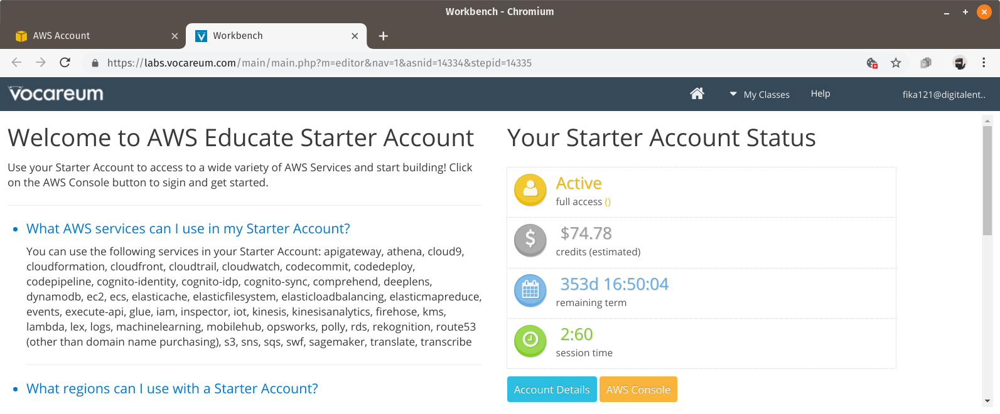 Workbench - Chromium
AWS Account
Workbench
https://labs.vocareum.com/main/main.php?m=editor&nav=1&asnid=14334&stepid=14335
vocareum
My Classes
Help
fika121@digitalent..
Welcome to AWS Educate Starter Account
Use your Starter Account to access to a wide variety of AWS Services and start building! Click
on the AWS Console button to sigin and get started.
What AWS services can I use in my Starter Account?
You can use the following services in your Starter Account: apigateway, athena, cloud9,
cloudformation, cloudfront, cloudtrail, cloudwatch, codecommit, codedeploy,
codepipeline, cognito-identity, cognito-idp, cognito-sync, comprehend, deeplens,
dynamodb, ec2, ecs, elasticache, elasticfilesystem, elasticloadbalancing, elasticmapreduce,
events, execute-api, glue, iam, inspector, iot, kinesis, kinesisanalytics, firehose, kms,
lambda, lex, logs, machinelearning, mobilehub, opsworks, polly, rds, rekognition, route53
(other than domain name purchasing), s3, sns, sqs, swf, sagemaker, translate, transcribe
What regions can I use with a Starter Account?
Your Starter Account Status
Active
full access ()
$74.78
credits (estimated)
353d 16:50:04
remaining term
2:60
session time
Account Details
AWS Console